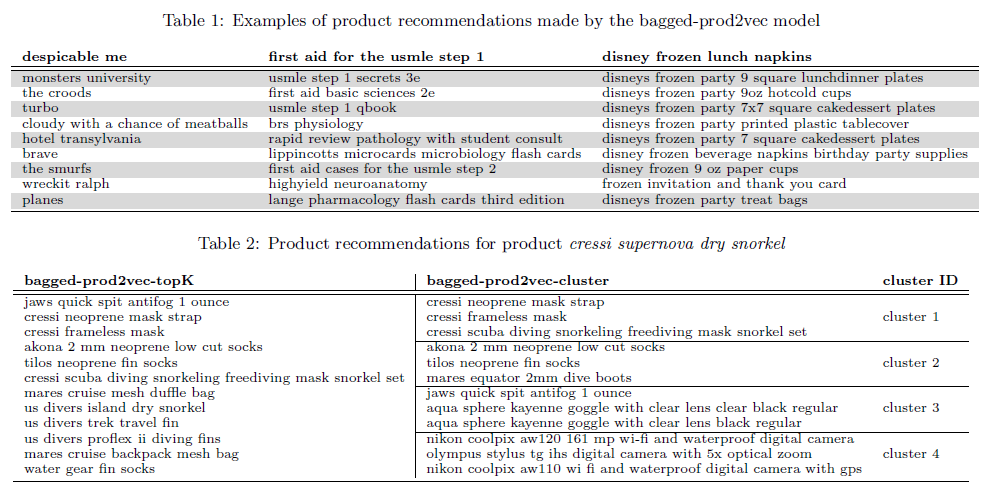 Table 1: Examples of product recommendations made by the bagged-prod2vec model
despicable me first aid for the usmle step 1 disney frozen lunch napkins
monsters university usmle step 1 secrets 3e disneys frozen party 9 square lunchdinner plates
the croods first aid basic sciences 2e disneys frozen party 9oz hotcold cups
turbo usmle step 1 qbook disneys frozen party 7x7 square cakedessert plates
cloudy with a chance of meatballs brs physiology disneys frozen party printed plastic tablecover
hotel transylvania rapid review pathology with student consult disneys frozen party 7 square cakedessert plates
brave lippincotts microcards microbiology flash cards disney frozen beverage napkins birthday party supplies
the smurfs first aid cases for the usmle step 2 disney frozen 9 oz paper cups
wreckit ralph highyield neuroanatomy frozen invitation and thank you card
planes lange pharmacology flash cards third edition disneys frozen party treat bags
Table 2: Product recommendations for product cressi supernova dry snorkel
bagged-prod2vec-topK bagged-prod2vec-cluster cluster ID
jaws quick spit antifog 1 ounce cressi neoprene mask strap
cressi neoprene mask strap cressi frameless mask cluster 1
cressi frameless mask cressi scuba diving snorkeling freediving mask snorkel set
akona 2 mm neoprene low cut socks akona 2 mm neoprene low cut socks
tilos neoprene fin socks tilos neoprene fin socks cluster 2
cressi scuba diving snorkeling freediving mask snorkel set mares equator 2mm dive boots
mares cruise mesh duffle bag jaws quick spit antifog 1 ounce
us divers island dry snorkel aqua sphere kayenne goggle with clear lens clear black regular cluster 3
us divers trek travel fin aqua sphere kayenne goggle with clear lens black regular
us divers proflex ii diving fins nikon coolpix aw120 161 mp wi-fi and waterproof digital camera
mares cruise backpack mesh bag olympus stylus tg ihs digital camera with 5x optical zoom cluster 4
water gear fin socks nikon coolpix aw110 wi fi and waterproof digital camera with gps